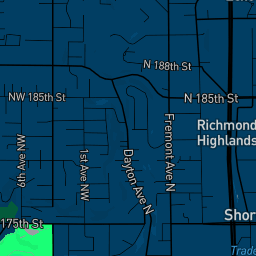 N 188th St
NW 185th St
N 185th St
Richmond
Highlands
6th Ave NW
1st Ave NW
Dayton Ave N
Fremont Ave N
175th St
Shor
Trade